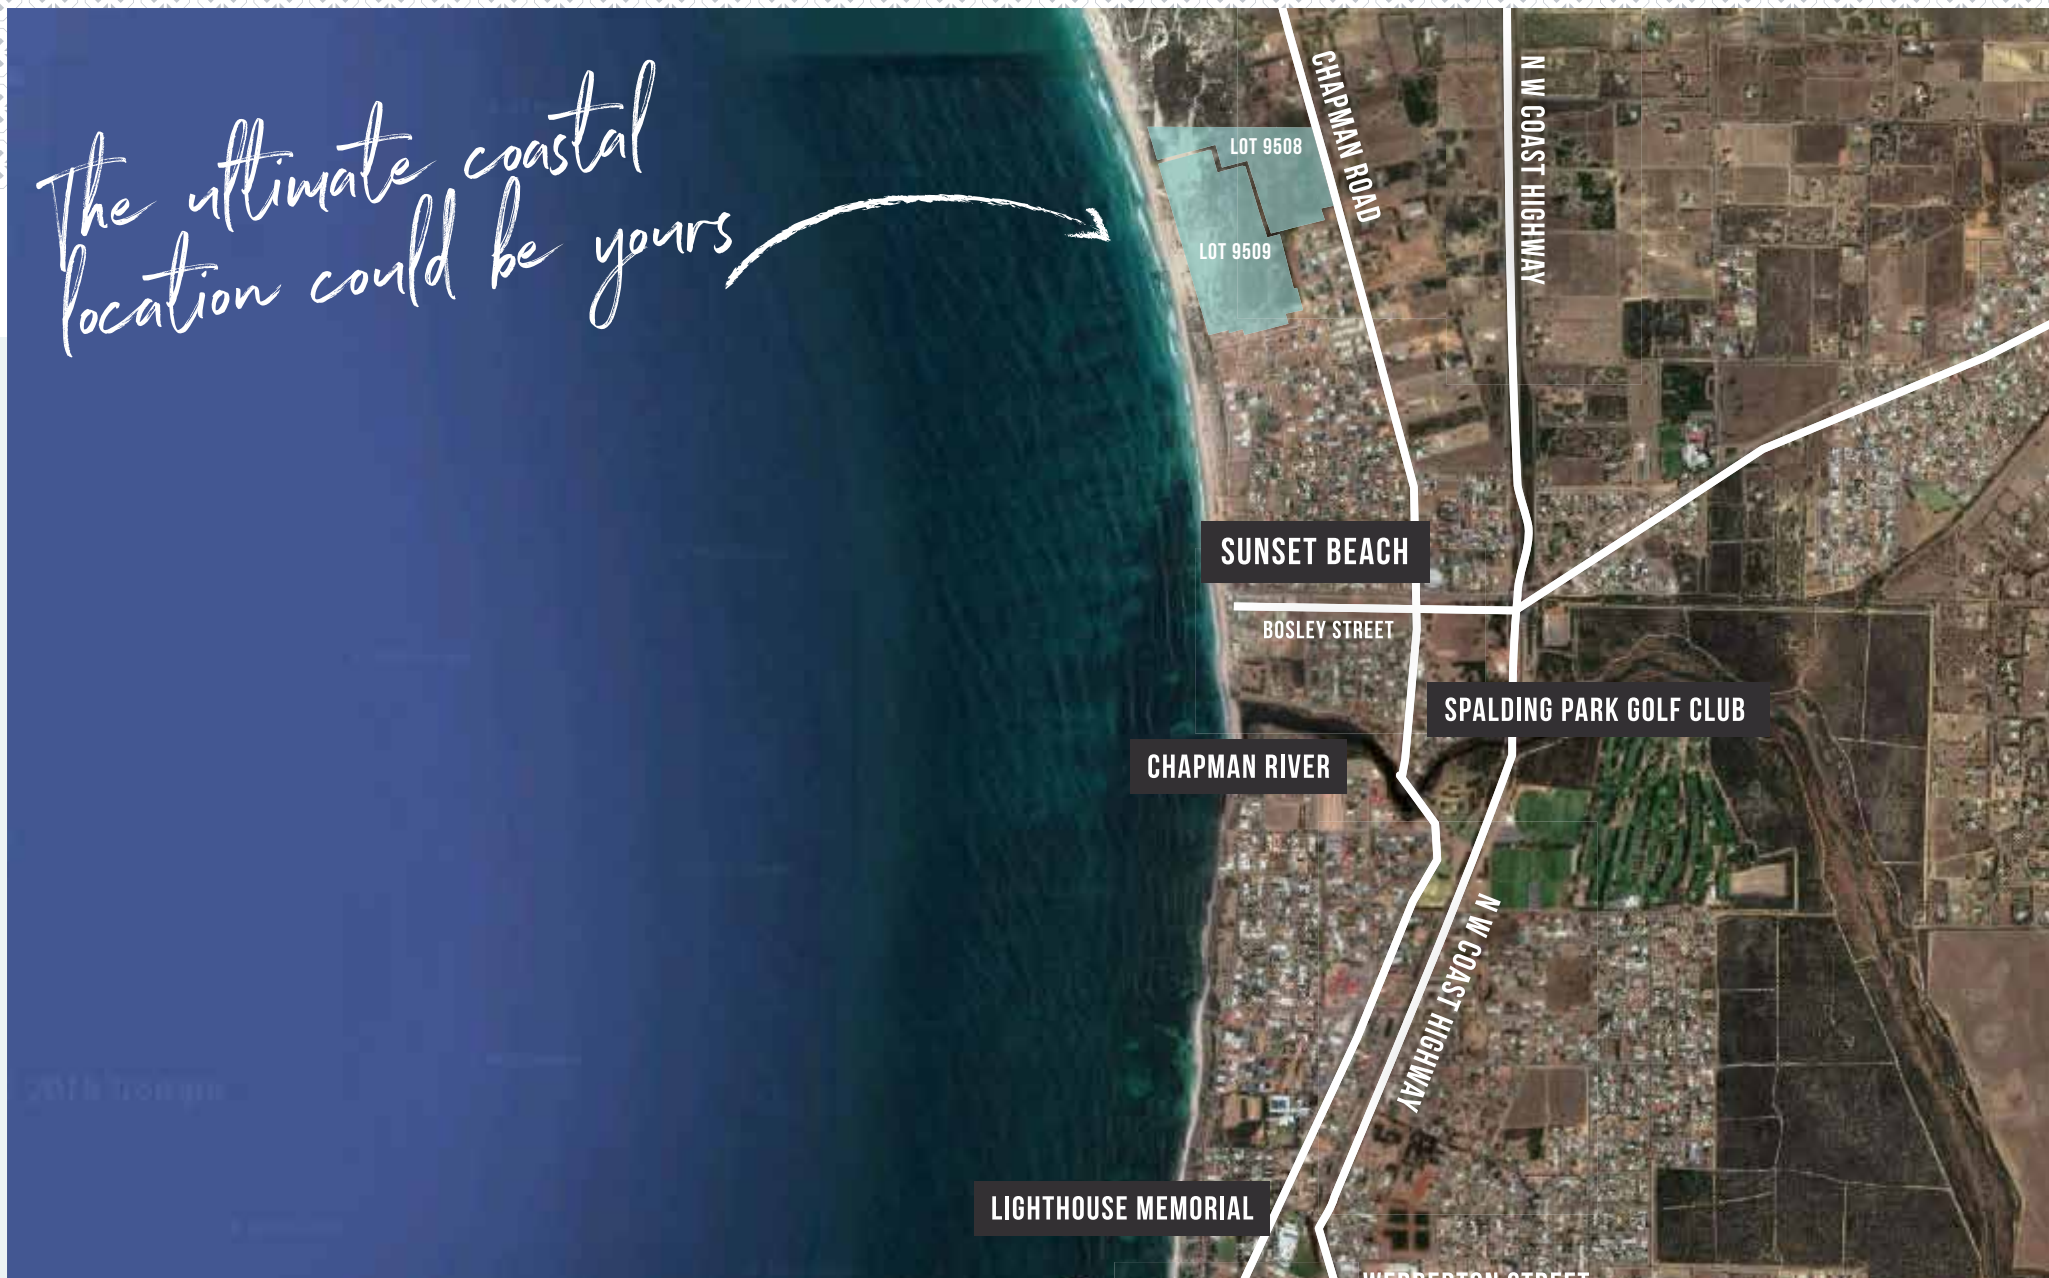 The ultimate coastal
location could be yours
CHAPMAN ROAD
N W COAST HIGHWAY
LOT 9508
LOT 9509
SUNSET BEACH
BOSLEY STREET
SPALDING PARK GOLF CLUB
CHAPMAN RIVER
N W COAST HIGHWAY
LIGHTHOUSE MEMORIAL
STREET